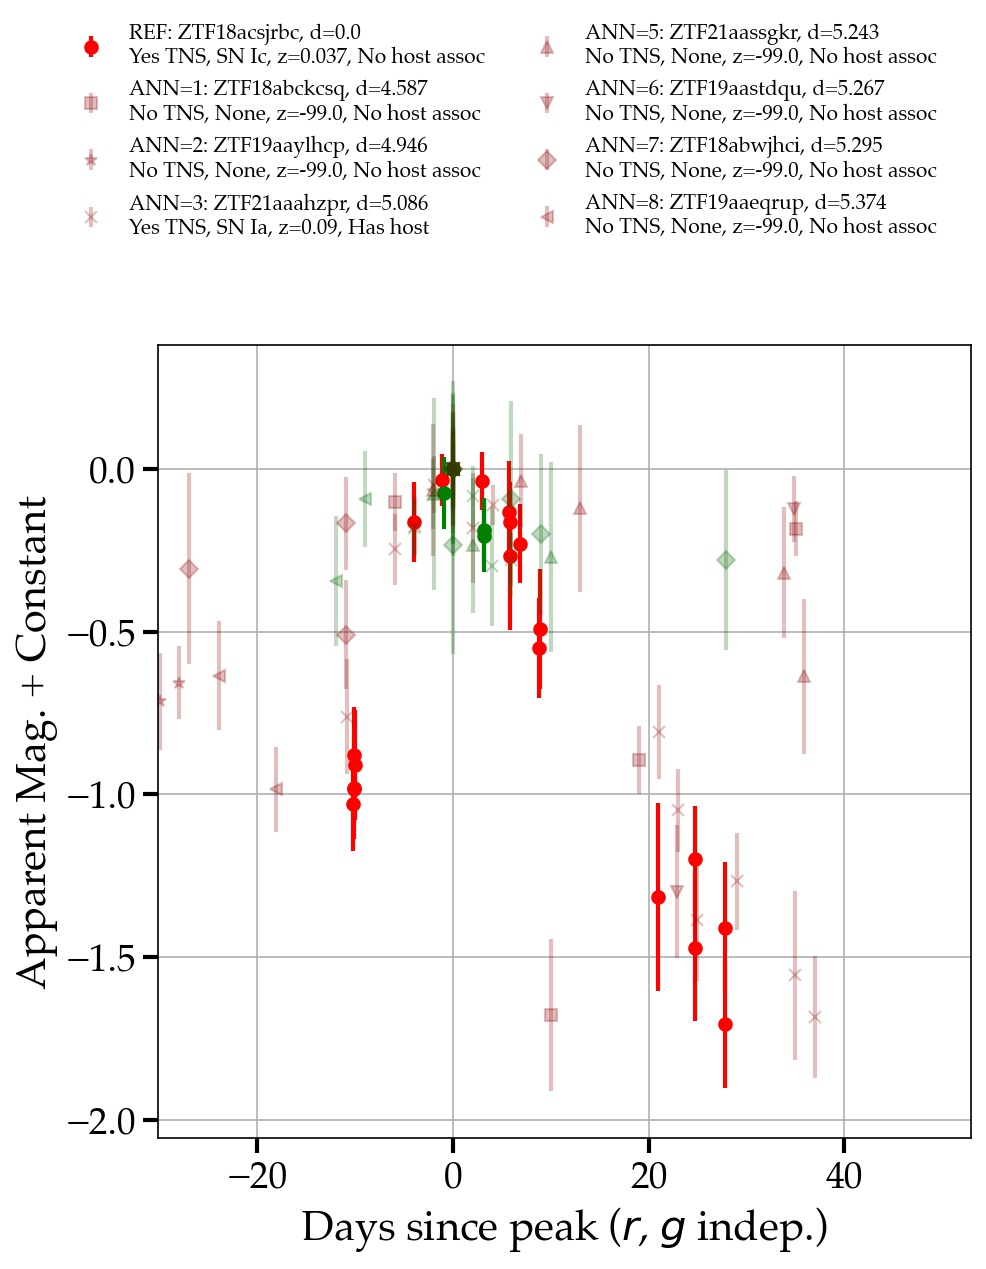 REF: ZTF18acsjrbc, d=0.0
Yes TNS, SN Ic, z=0.037, No host assoc
ANN=1: ZTF18abckcsq, d=4.587
No TNS, None, z=-99.0, No host assoc
ANN=2: ZTF19aaylhcp, d=4.946
No TNS, None, z=-99.0, No host assoc
ANN=3: ZTF21aaahzpr, d=5.086
Yes TNS, SN Ia, z=0.09, Has host
ANN=5: ZTF21aassgkr, d=5.243
No TNS, None, z=-99.0, No host assoc
ANN=6: ZTF19aastdqu, d=5.267
No TNS, None, z=-99.0, No host assoc
ANN=7: ZTF18abwjhci, d=5.295
No TNS, None, z=-99.0, No host assoc
ANN=8: ZTF19aaeqrup, d=5.374
No TNS, None, z=-99.0, No host assoc
Apparent Mag. + Constant
0.0
−0.5
−1.0
−1.5
−2.0
−20
0
20
40
Days since peak (r, g indep.)